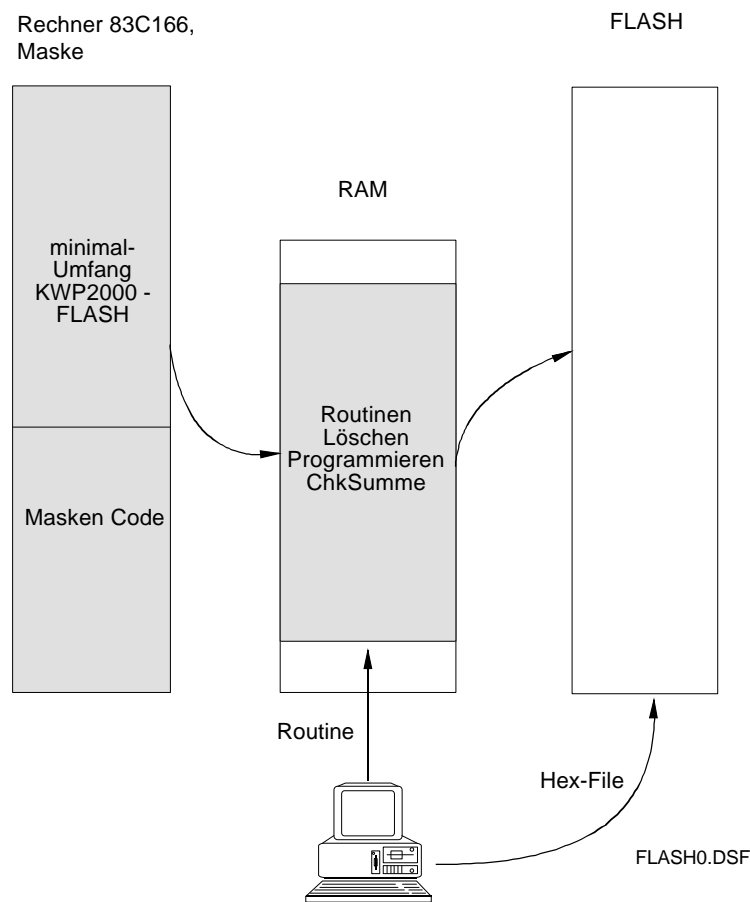 Rechner 83C166,
Maske
FLASH
RAM
minimal-
Umfang
KWP2000 -
FLASH
Routinen
Löschen
Programmieren
ChkSumme
Masken Code
Routine
Hex-File
FLASH0.DSF